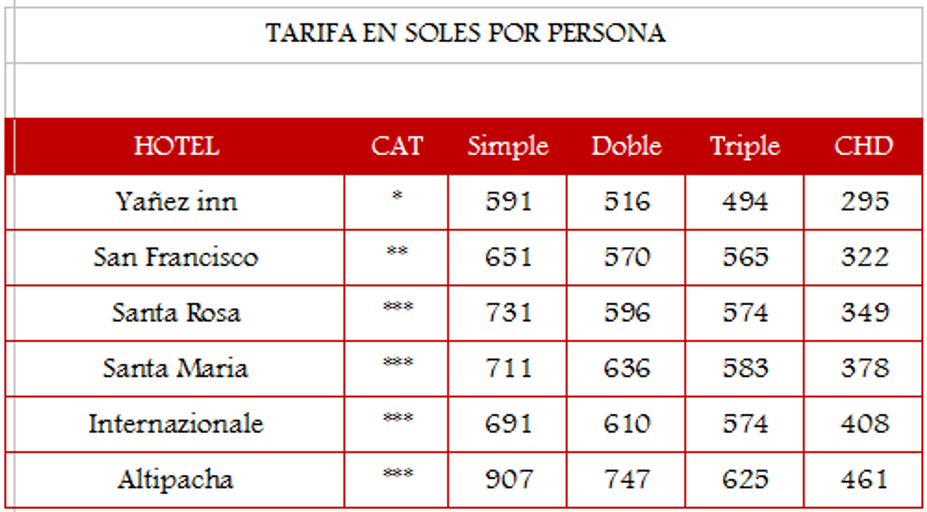 TARIFA EN SOLES POR PERSONA
HOTEL CAT Simple Doble Triple CHD
Yañez inn * 591 516 494 295
San Francisco ** 651 570 565 322
Santa Rosa *** 731 596 574 349
Santa Maria *** 711 636 583 378
Internazionale *** 691 610 574 408
Altipacha *** 907 747 625 461